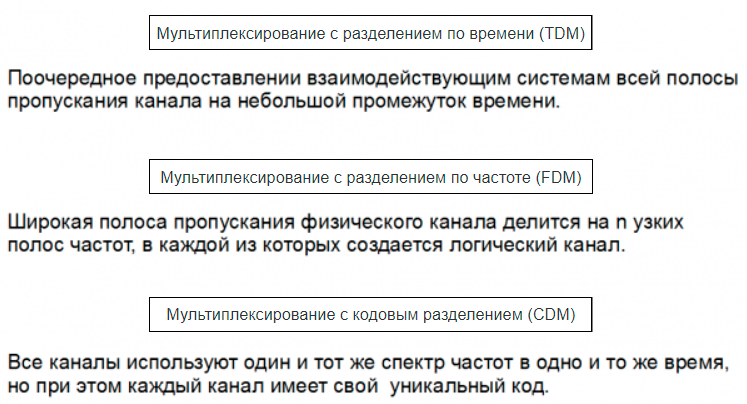 Мультиплексирование с разделением по времени (TDM)
Поочередное предоставлении взаимодействующим системам всей полосы
пропускания канала на небольшой промежуток времени.
Мультиплексирование с разделением по частоте (FDM)
Широкая полоса пропускания физического канала делится на n узких
полос частот, в каждой из которых создается логический канал.
Мультиплексирование с кодовым разделением (CDM)
Все каналы используют один и тот же спектр частот в одно и то же время,
но при этом каждый канал имеет свой  уникальный код.